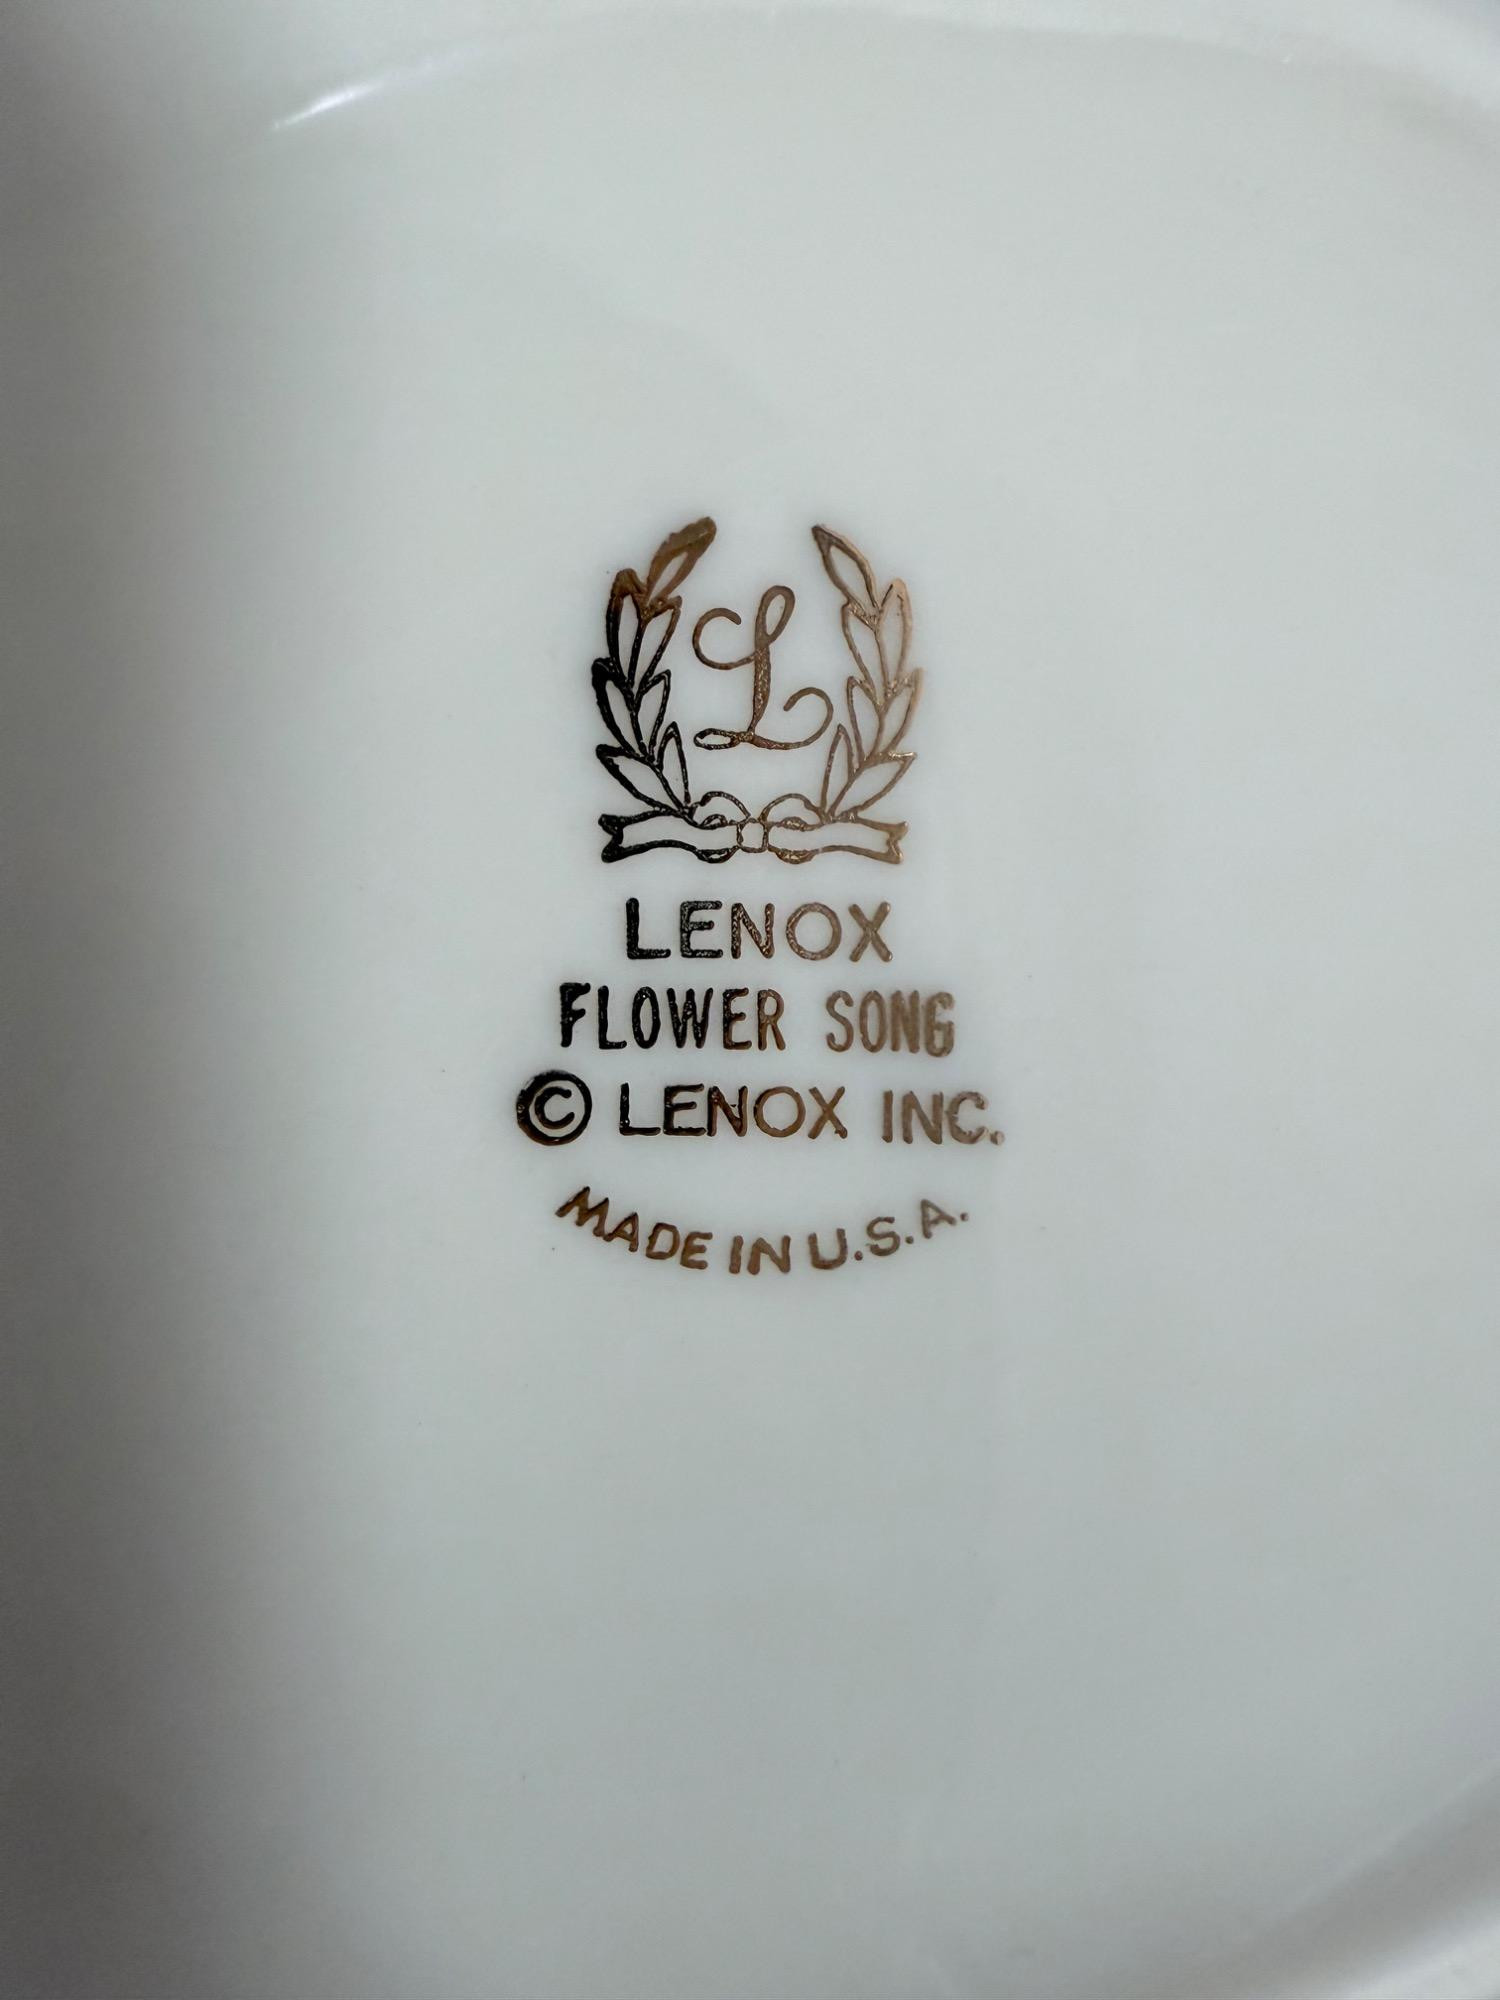 L
LENOX
FLOWER SONG
© LENOX INC.
MADE IN U.S.A.